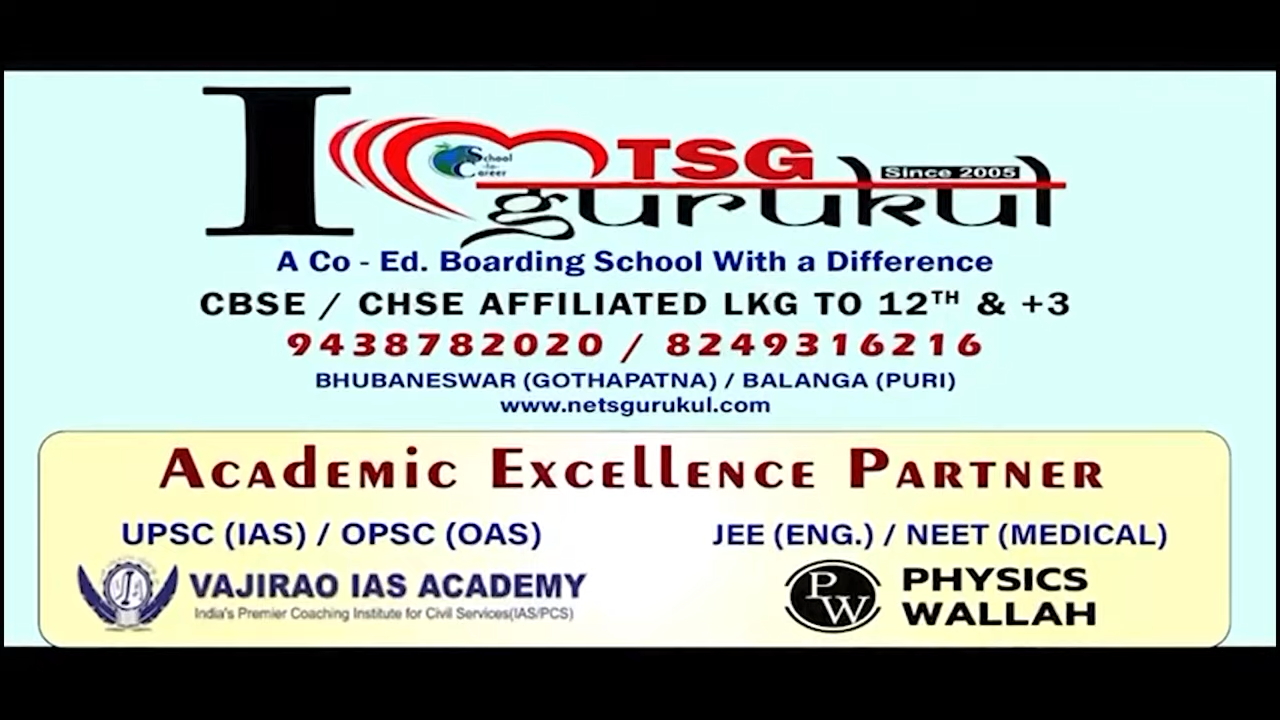 I TSG
School
-to-
Career
Since 2005
gurukul
A Co - Ed. Boarding School With a Difference
CBSE / CHSE AFFILIATED LKG TO 12TH & +3
9438782020 / 8249316216
BHUBANESWAR (GOTHAPATNA) / BALANGA (PURI)
www.netsgurukul.com
Academic Excellence Partner
UPSC (IAS) / OPSC (OAS)
VAJIRAO IAS ACADEMY
India's Premier Coaching Institute for Civil Services(IAS/PCS)
JEE (ENG.) / NEET (MEDICAL)
PW
PHYSICS
WALLAH